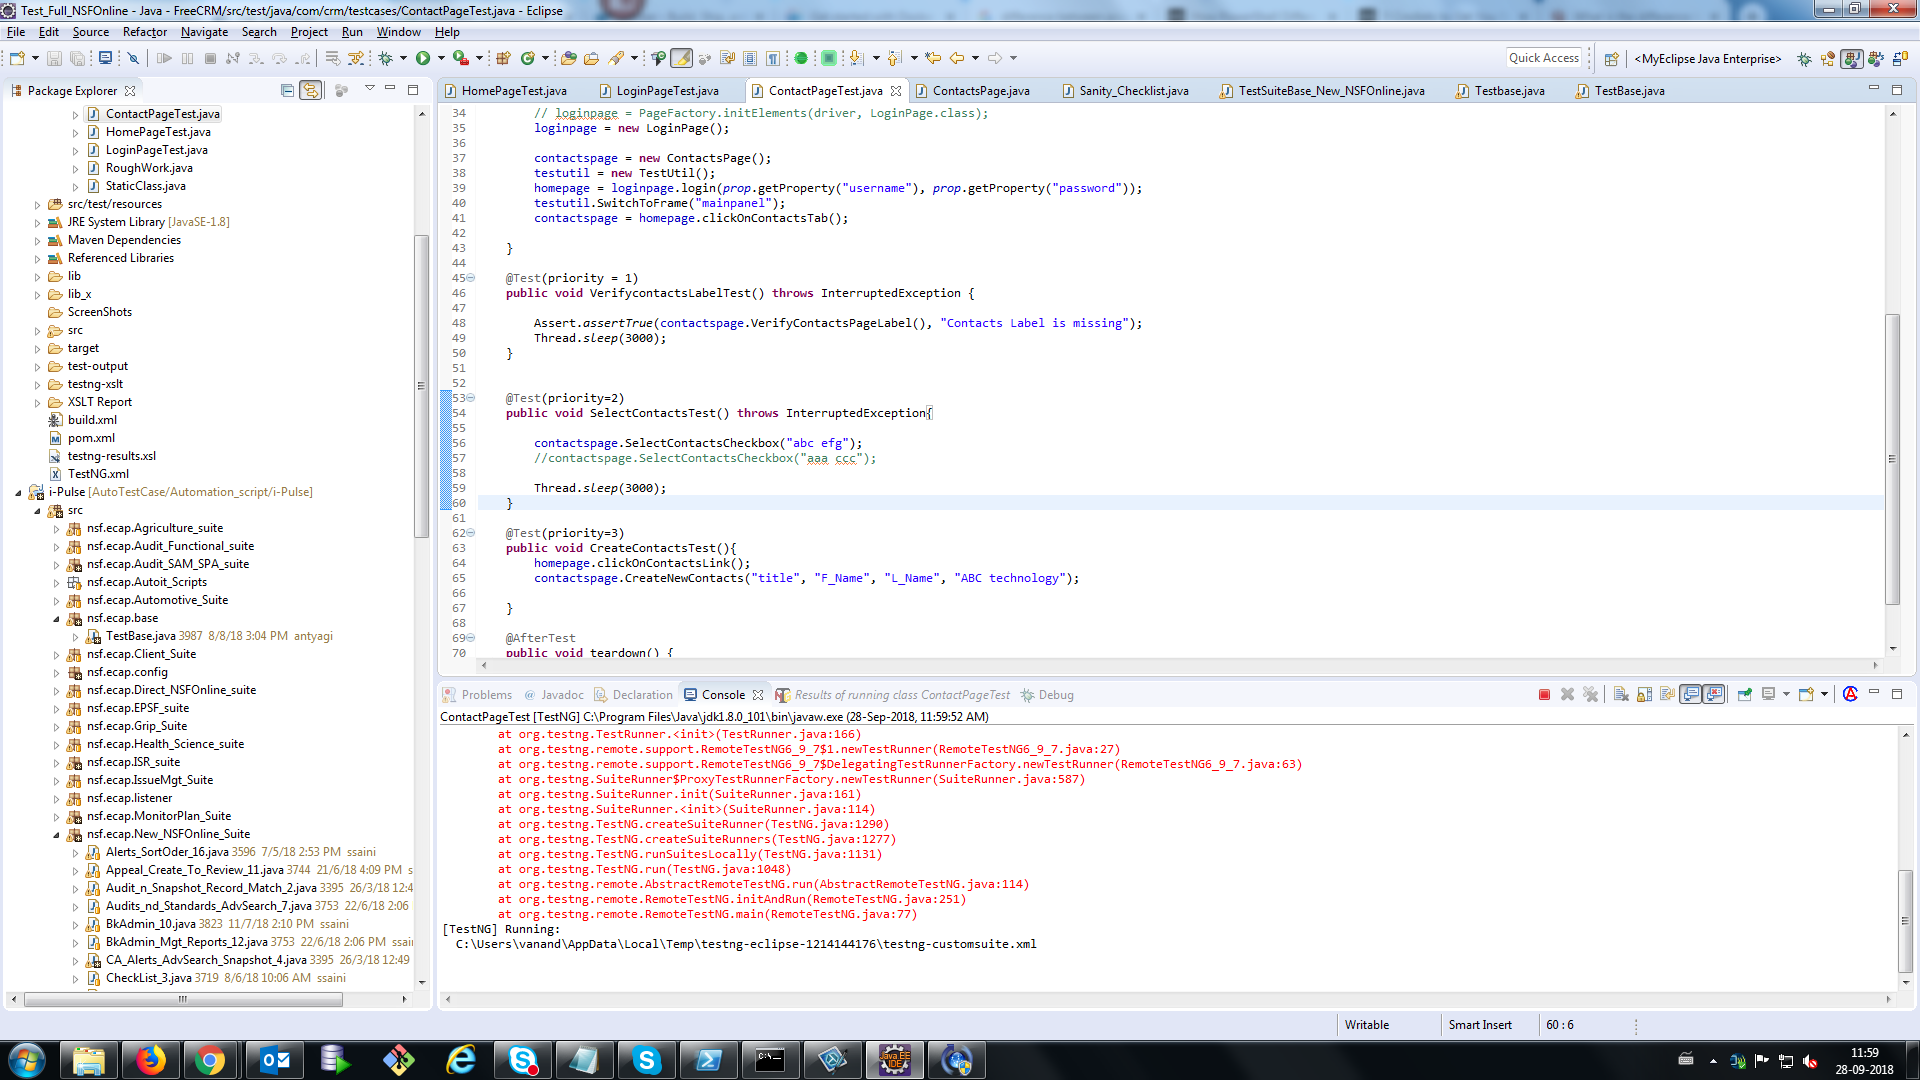 Test_Full_NSFOnline - Java - FreeCRM/src/test/java/com/crm/testcases/ContactPageTest.java - Eclipse
File Edit Source Refactor Navigate Search Project Run Window Help
Quick Access <MyEclipse Java Enterprise>
Package Explorer
ContactPageTest.java
HomePageTest.java
LoginPageTest.java
RoughWork.java
StaticClass.java
src/test/resources
JRE System Library [JavaSE-1.8]
Maven Dependencies
Referenced Libraries
lib
lib_x
ScreenShots
src
target
test-output
testng-xslt
XSLT Report
build.xml
pom.xml
testng-results.xsl
TestNG.xml
i-Pulse [AutoTestCase/Automation_script/i-Pulse]
src
nsf.ecap.Agriculture_suite
nsf.ecap.Audit_Functional_suite
nsf.ecap.Audit_SAM_SPA_suite
nsf.ecap.Autoit_Scripts
nsf.ecap.Automotive_Suite
nsf.ecap.base
TestBase.java 3987 8/8/18 3:04 PM antyagi
nsf.ecap.Client_Suite
nsf.ecap.config
nsf.ecap.Direct_NSFOnline_suite
nsf.ecap.EPSF_suite
nsf.ecap.Grip_Suite
nsf.ecap.Health_Science_suite
nsf.ecap.ISR_suite
nsf.ecap.IssueMgt_Suite
nsf.ecap.listener
nsf.ecap.MonitorPlan_Suite
nsf.ecap.New_NSFOnline_Suite
Alerts_SortOder_16.java 3596 7/5/18 2:53 PM ssaini
Appeal_Create_To_Review_11.java 3744 21/6/18 4:09 PM s
Audit_n_Snapshot_Record_Match_2.java 3395 26/3/18 12:4
Audits_nd_Standards_AdvSearch_7.java 3753 22/6/18 2:06
BkAdmin_10.java 3823 11/7/18 2:10 PM ssaini
BkAdmin_Mgt_Reports_12.java 3753 22/6/18 2:06 PM ssai
CA_Alerts_AdvSearch_Snapshot_4.java 3395 26/3/18 12:49
CheckList_3.java 3719 8/6/18 10:06 AM ssaini
HomePageTest.java LoginPageTest.java ContactPageTest.java ContactsPage.java Sanity_Checklist.java TestSuiteBase_New_NSFOnline.java Testbase.java TestBase.java
34 // loginpage = PageFactory.initElements(driver, LoginPage.class);
35 loginpage = new LoginPage();
36
37 contactspage = new ContactsPage();
38 testutil = new TestUtil();
39 homepage = loginpage.login(prop.getProperty("username"), prop.getProperty("password"));
40 testutil.SwitchToFrame("mainpanel");
41 contactspage = homepage.clickOnContactsTab();
42
43 }
44
45 @Test(priority = 1)
46 public void VerifycontactsLabelTest() throws InterruptedException {
47
48 Assert.assertTrue(contactspage.VerifyContactsPageLabel(), "Contacts Label is missing");
49 Thread.sleep(3000);
50 }
51
52
53 @Test(priority=2)
54 public void SelectContactsTest() throws InterruptedException{
55
56 contactspage.SelectContactsCheckbox("abc efg");
57 //contactspage.SelectContactsCheckbox("aaa ccc");
58
59 Thread.sleep(3000);
60 }
61
62 @Test(priority=3)
63 public void CreateContactsTest(){
64 homepage.clickOnContactsLink();
65 contactspage.CreateNewContacts("title", "F_Name", "L_Name", "ABC technology");
66
67 }
68
69 @AfterTest
70 public void teardown() {
Problems Javadoc Declaration Console Results of running class ContactPageTest Debug
ContactPageTest [TestNG] C:\Program Files\Java\jdk1.8.0_101\bin\javaw.exe (28-Sep-2018, 11:59:52 AM)
at org.testng.TestRunner.<init>(TestRunner.java:166)
at org.testng.remote.support.RemoteTestNG6_9_7$1.newTestRunner(RemoteTestNG6_9_7.java:27)
at org.testng.remote.support.RemoteTestNG6_9_7$DelegatingTestRunnerFactory.newTestRunner(RemoteTestNG6_9_7.java:63)
at org.testng.SuiteRunner$ProxyTestRunnerFactory.newTestRunner(SuiteRunner.java:587)
at org.testng.SuiteRunner.init(SuiteRunner.java:161)
at org.testng.SuiteRunner.<init>(SuiteRunner.java:114)
at org.testng.TestNG.createSuiteRunner(TestNG.java:1290)
at org.testng.TestNG.createSuiteRunners(TestNG.java:1277)
at org.testng.TestNG.runSuitesLocally(TestNG.java:1131)
at org.testng.TestNG.run(TestNG.java:1048)
at org.testng.remote.AbstractRemoteTestNG.run(AbstractRemoteTestNG.java:114)
at org.testng.remote.RemoteTestNG.initAndRun(RemoteTestNG.java:251)
at org.testng.remote.RemoteTestNG.main(RemoteTestNG.java:77)
[TestNG] Running:
C:\Users\vanand\AppData\Local\Temp\testng-eclipse-1214144176\testng-customsuite.xml
Writable Smart Insert 60 : 6
Java EE
IDE
11:59
28-09-2018